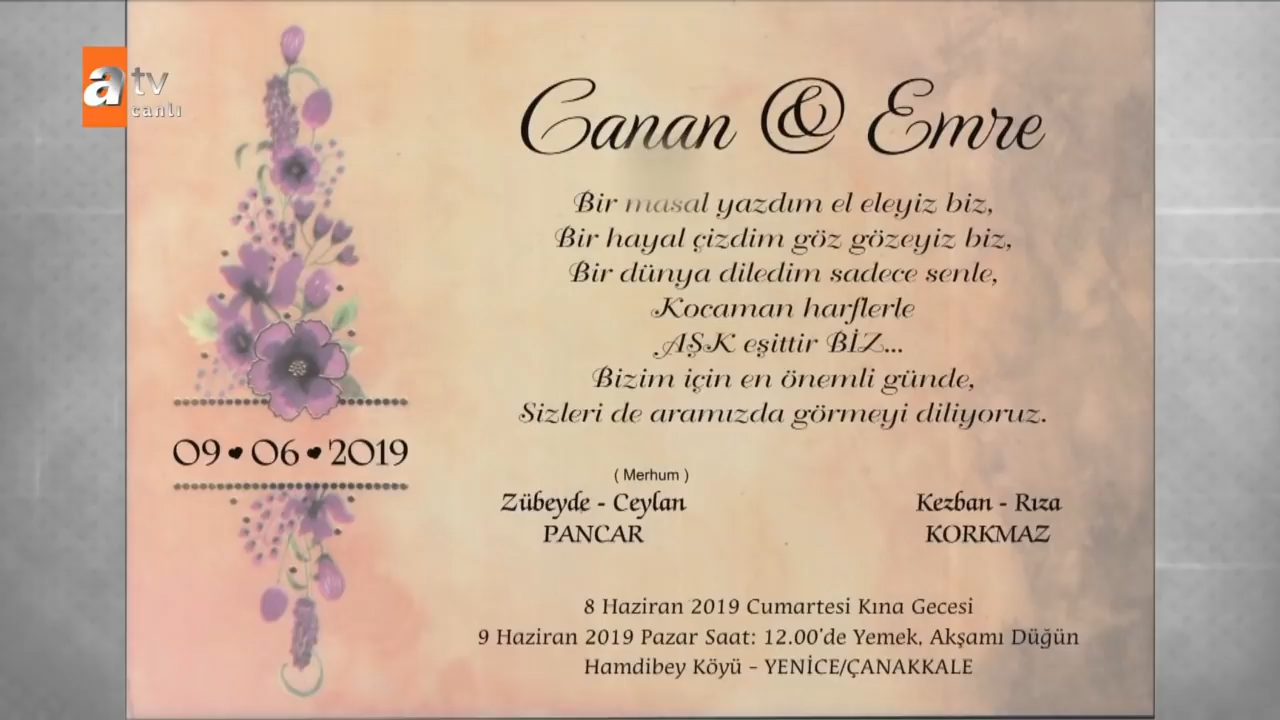 atv
canlı
Canan & Emre
Bir masal yazdım el eleyiz biz,
Bir hayal çizdim göz gözeyiz biz,
Bir dünya diledim sadece senle,
Kocaman harflerle
AŞK eşittir BİZ...
Bizim için en önemli günde,
Sizleri de aramızda görmeyi diliyoruz.
09 • 06 • 2019
( Merhum )
Zübeyde - Ceylan
PANCAR
Kezban - Rıza
KORKMAZ
8 Haziran 2019 Cumartesi Kına Gecesi
9 Haziran 2019 Pazar Saat: 12.00'de Yemek, Akşamı Düğün
Hamdibey Köyü - YENİCE/ÇANAKKALE